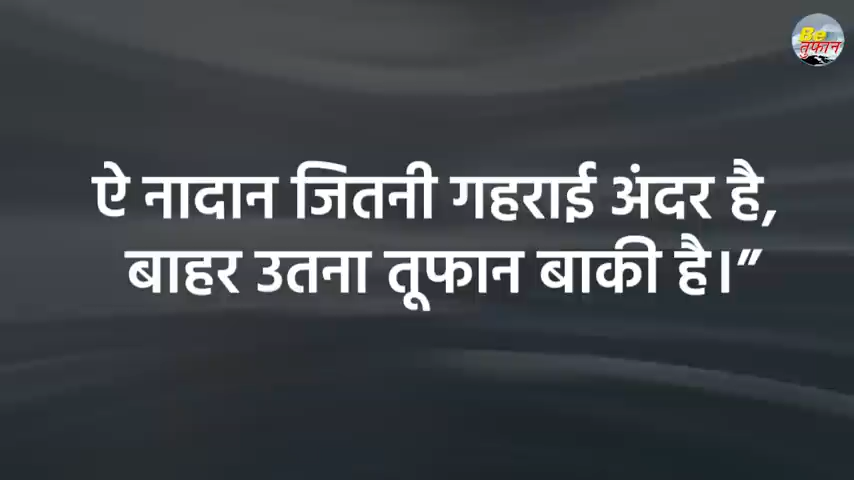 Be
तुफान
ऐ नादान जितनी गहराई अंदर है,
बाहर उतना तूफान बाकी है।”